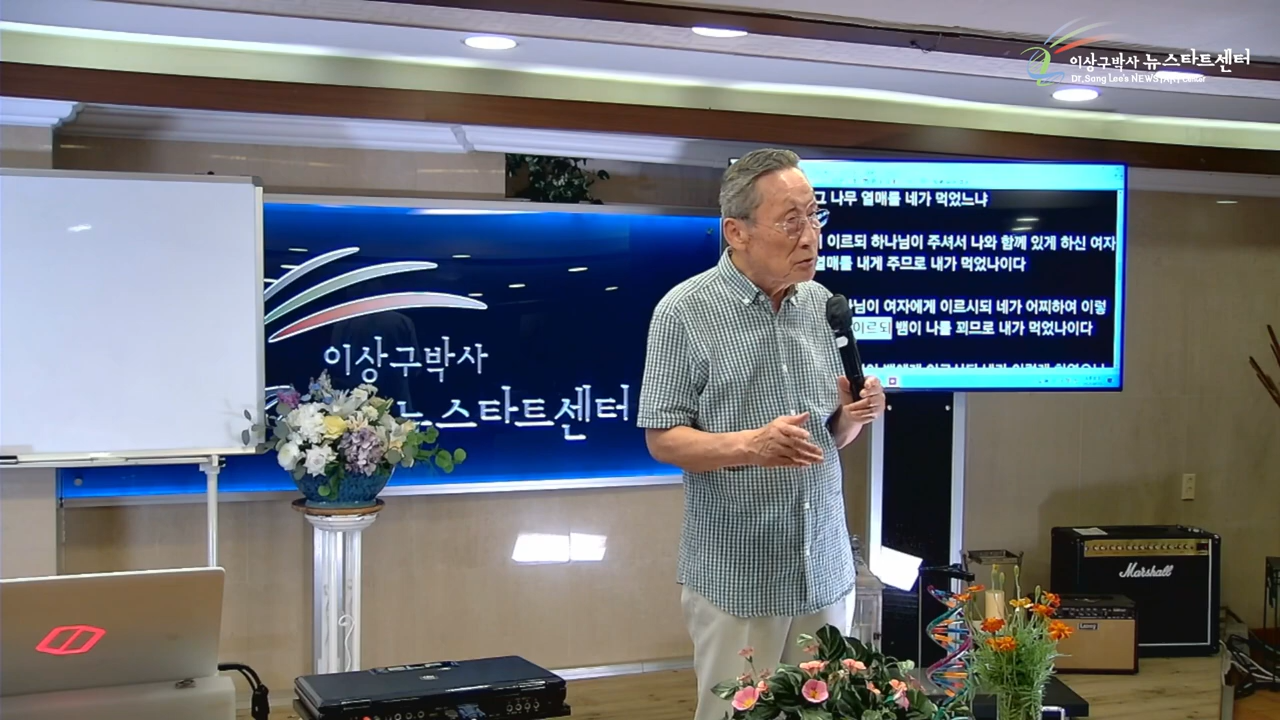 이상구박사 뉴스타트센터
Dr.Sang Lee's NEWSTART Center
그 나무 열매를 네가 먹었느냐
이르되 하나님이 주셔서 나와 함께 있게 하신 여자
열매를 내게 주므로 내가 먹었나이다
여자에게 이르시되 네가 어찌하여 이렇
이르되 뱀이 나를 꾀므로 내가 먹었나이다
이상구박사
뉴스타트센터
Marshall
Laney